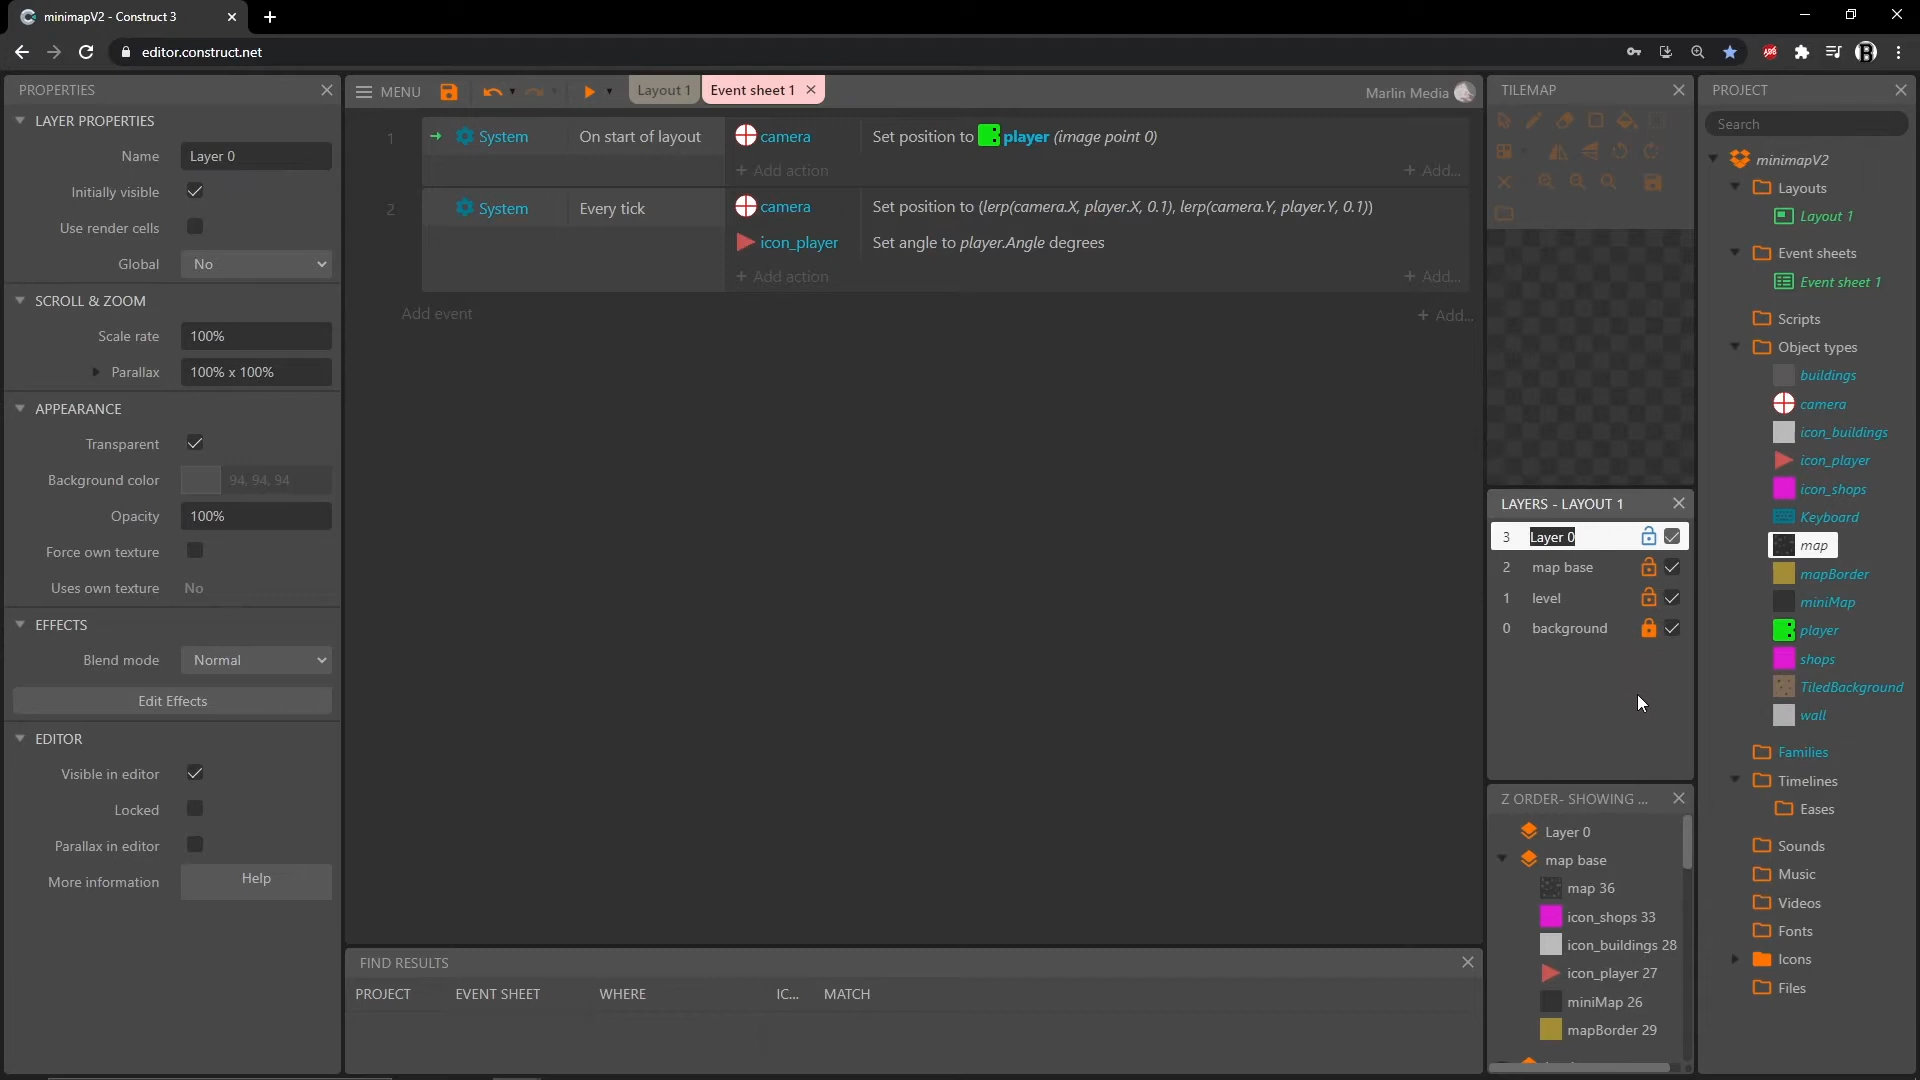 minimapV2 - Construct 3
editor.construct.net
PROPERTIES
LAYER PROPERTIES
Name Layer 0
Initially visible
Use render cells
Global No
SCROLL & ZOOM
Scale rate 100%
Parallax 100% x 100%
APPEARANCE
Transparent
Background color 94, 94, 94
Opacity 100%
Force own texture
Uses own texture No
EFFECTS
Blend mode Normal
Edit Effects
EDITOR
Visible in editor
Locked
Parallax in editor
More information Help
MENU
Layout 1
Event sheet 1
Marlin Media
1 System On start of layout camera Set position to player (image point 0)
+ Add action + Add...
2 System Every tick camera Set position to (lerp(camera.X, player.X, 0.1), lerp(camera.Y, player.Y, 0.1))
icon_player Set angle to player.Angle degrees
+ Add action + Add...
Add event + Add...
FIND RESULTS
PROJECT EVENT SHEET WHERE IC... MATCH
TILEMAP
LAYERS - LAYOUT 1
3 Layer 0
2 map base
1 level
0 background
Z ORDER- SHOWING ...
Layer 0
map base
map 36
icon_shops 33
icon_buildings 28
icon_player 27
miniMap 26
mapBorder 29
PROJECT
Search
minimapV2
Layouts
Layout 1
Event sheets
Event sheet 1
Scripts
Object types
buildings
camera
icon_buildings
icon_player
icon_shops
Keyboard
map
mapBorder
miniMap
player
shops
TiledBackground
wall
Families
Timelines
Eases
Sounds
Music
Videos
Fonts
Icons
Files